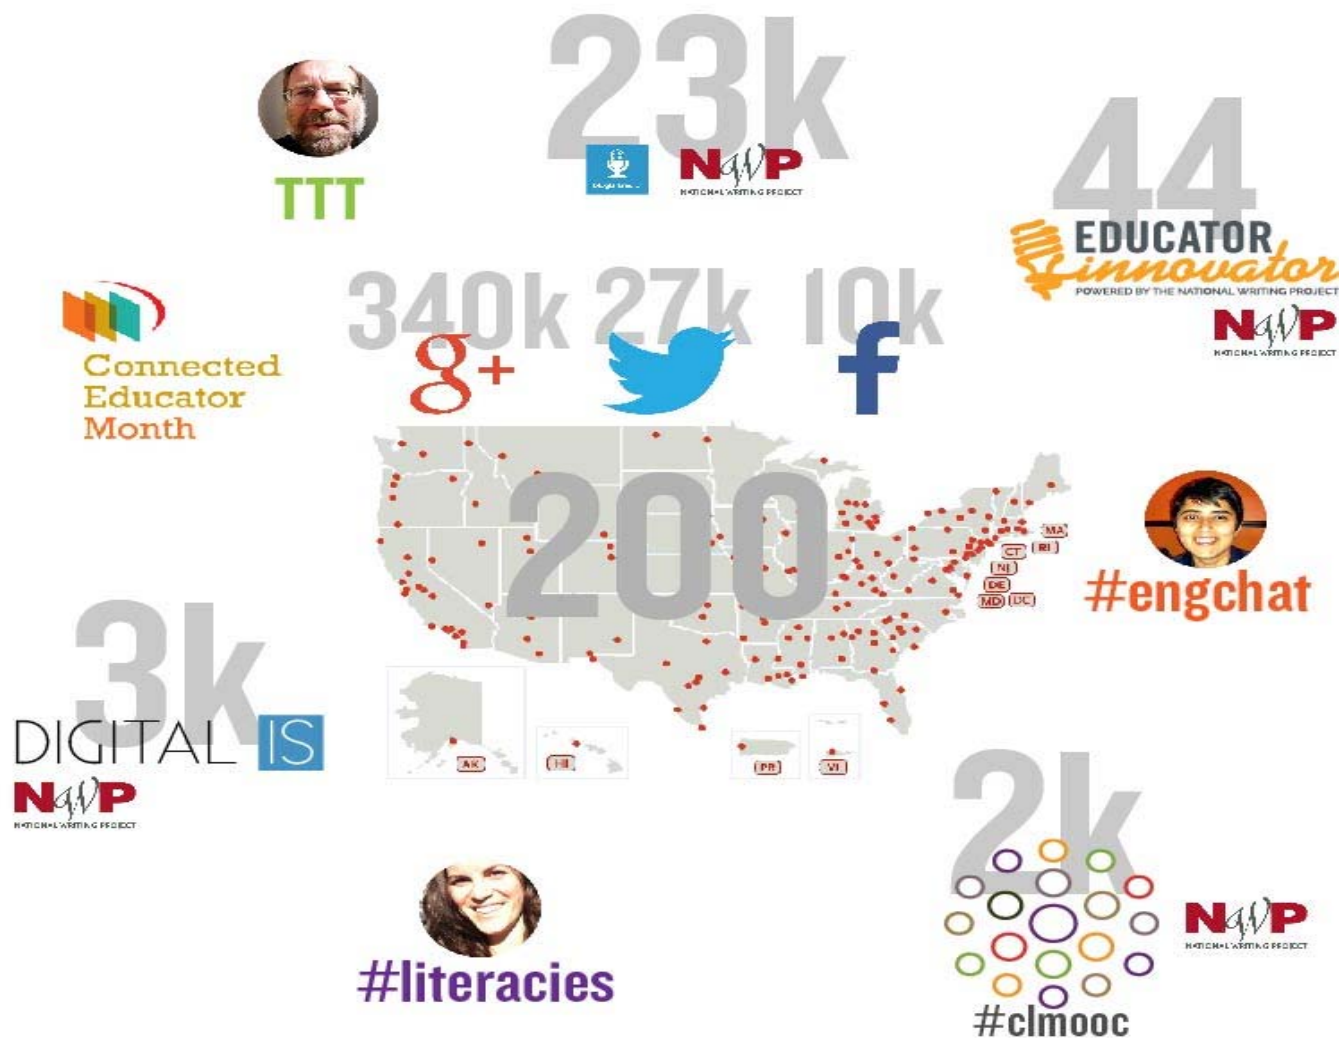 23k
TTT
NWP
NATIONAL WRITING PROJECT
44
EDUCATOR
innovator
POWERED BY THE NATIONAL WRITING PROJECT
NWP
NATIONAL WRITING PROJECT
340k
27k
10k
g+
f
Connected
Educator
Month
200
MA
CT
RI
NJ
DE
MD
DC
#engchat
3k
DIGITAL IS
NWP
NATIONAL WRITING PROJECT
AK
HI
PR
VI
2k
#literacies
NWP
NATIONAL WRITING PROJECT
#clmooc